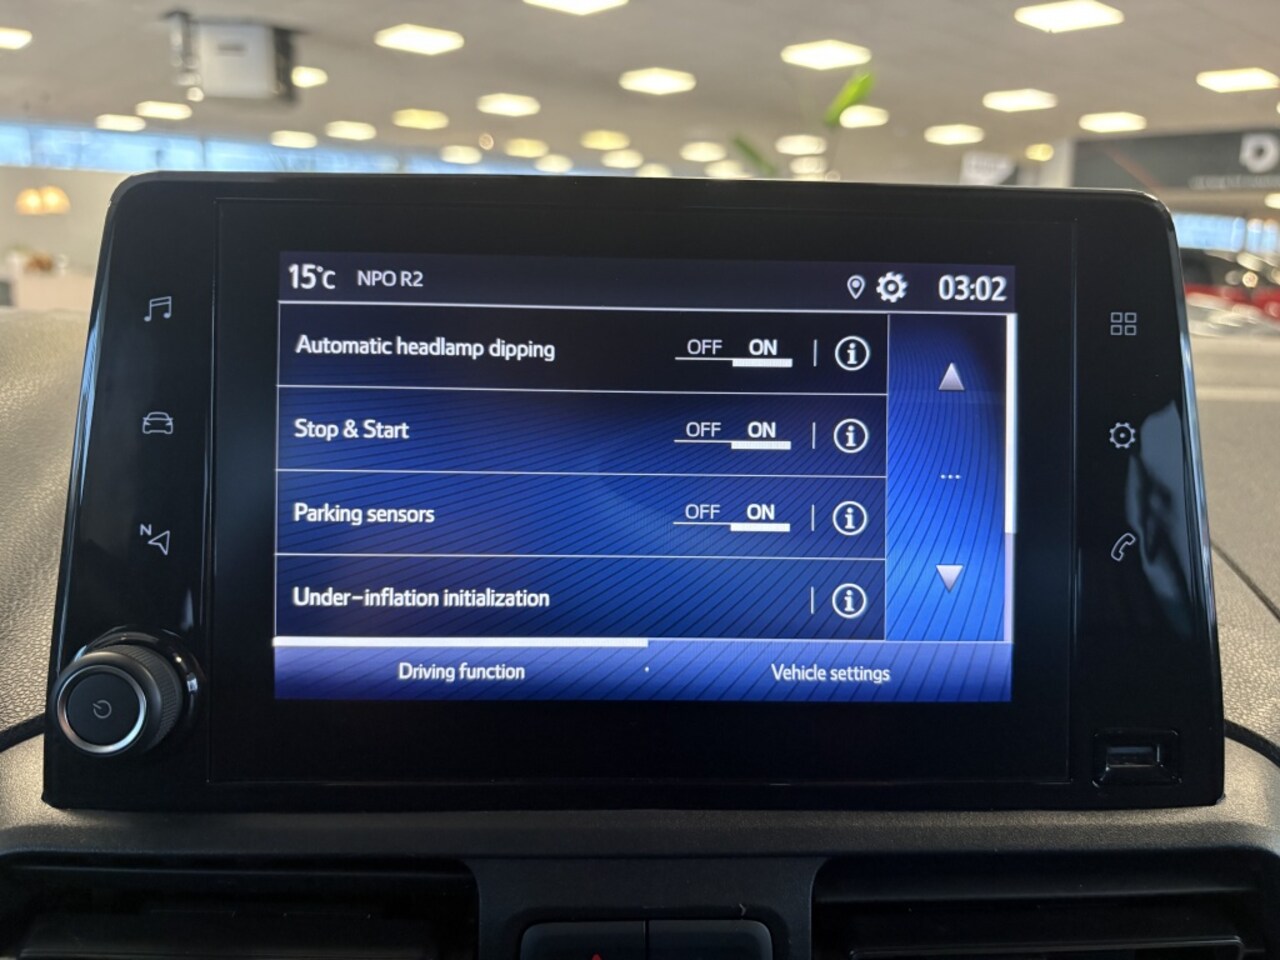 15°C NPO R2 03:02
Automatic headlamp dipping OFF ON
Stop & Start OFF ON
Parking sensors OFF ON
Under-inflation initialization
Driving function Vehicle settings
N